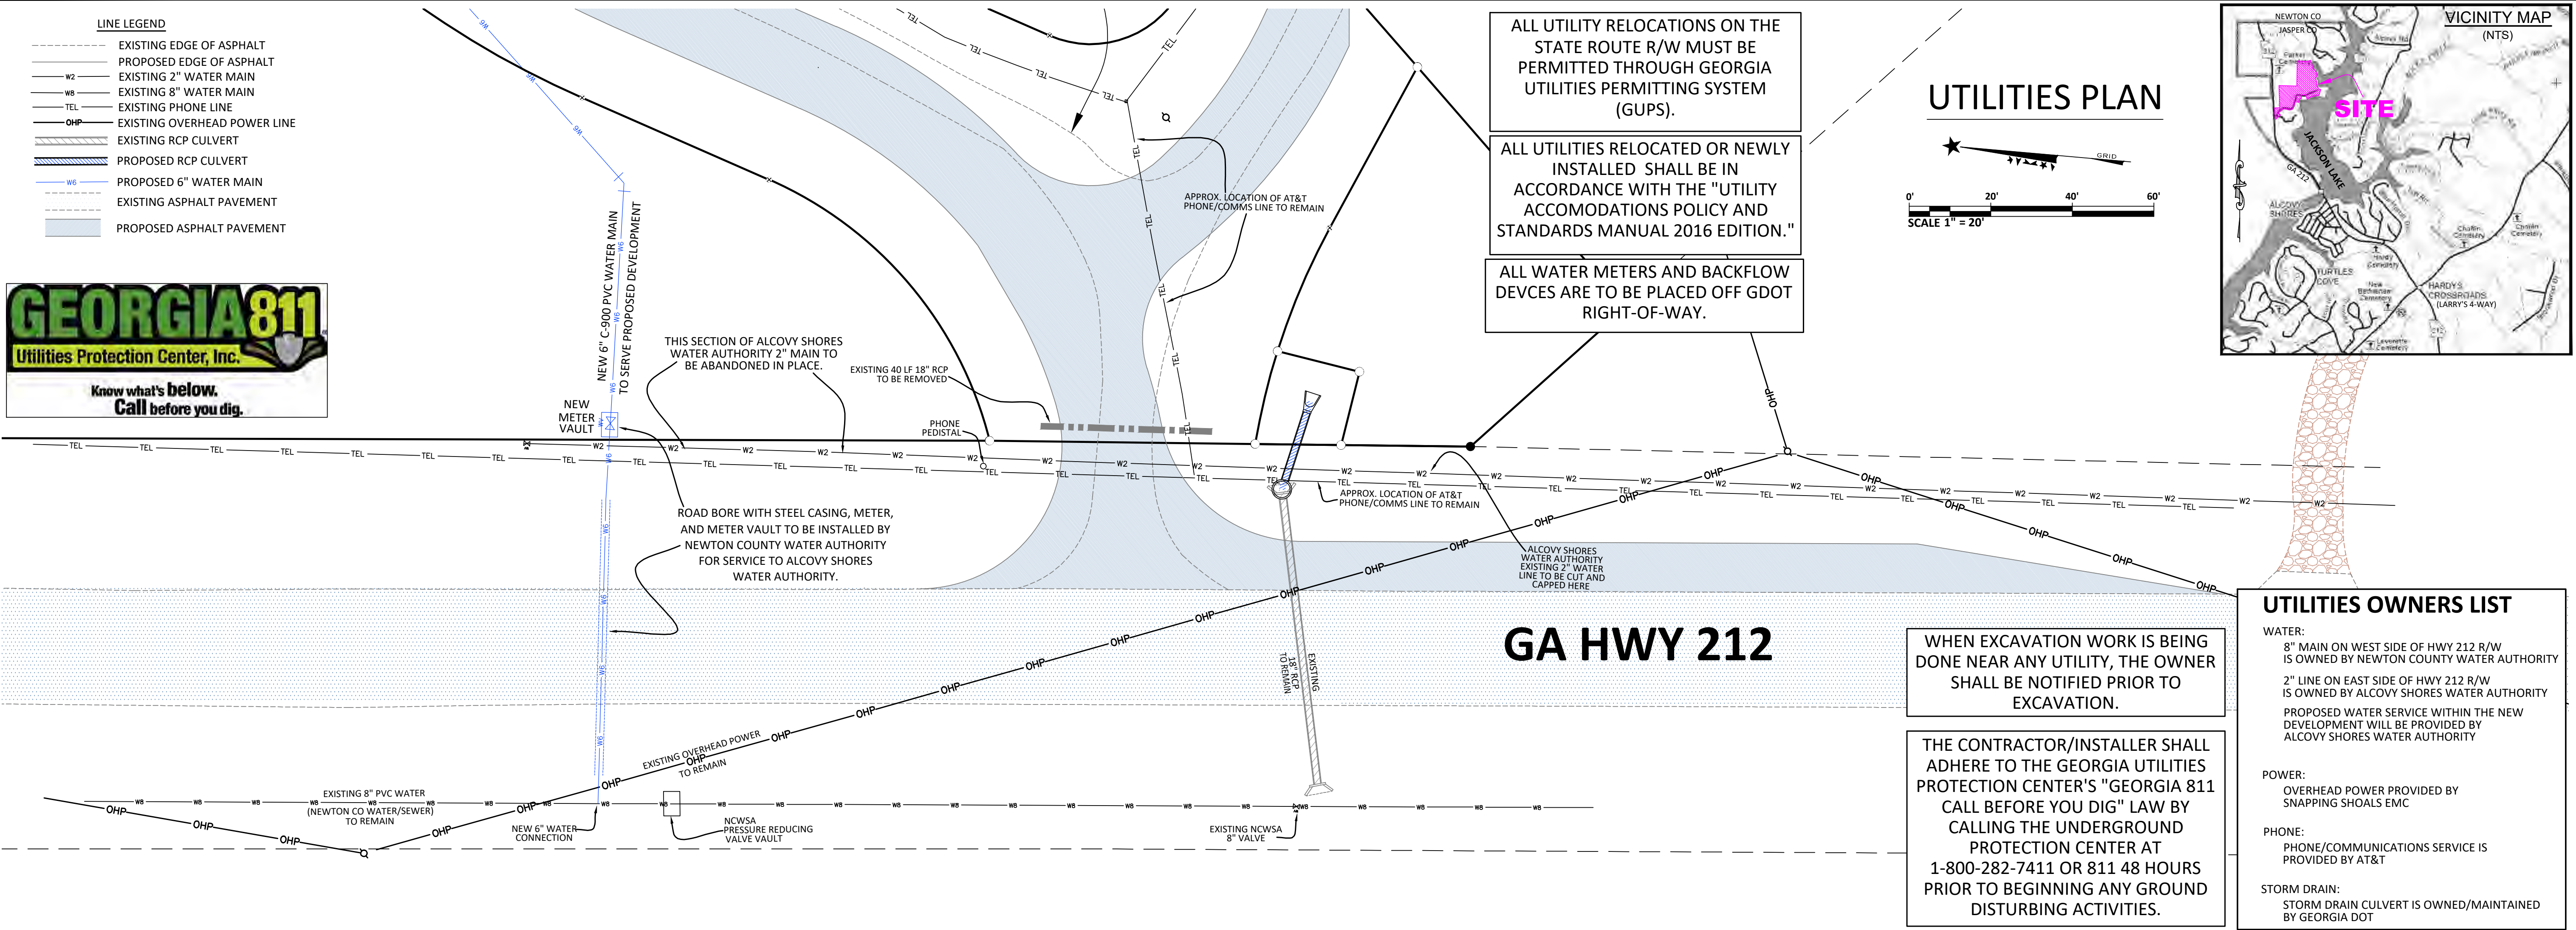 LINE LEGEND
EXISTING EDGE OF ASPHALT
PROPOSED EDGE OF ASPHALT
W2 EXISTING 2" WATER MAIN
W8 EXISTING 8" WATER MAIN
TEL EXISTING PHONE LINE
OHP EXISTING OVERHEAD POWER LINE
EXISTING RCP CULVERT
PROPOSED RCP CULVERT
W6 PROPOSED 6" WATER MAIN
EXISTING ASPHALT PAVEMENT
PROPOSED ASPHALT PAVEMENT
GEORGIA811
Utilities Protection Center, Inc.
Know what's below.
Call before you dig.
NEW 6" C-900 PVC WATER MAIN
TO SERVE PROPOSED DEVELOPMENT
NEW
METER
VAULT
THIS SECTION OF ALCOVY SHORES
WATER AUTHORITY 2" MAIN TO
BE ABANDONED IN PLACE.
EXISTING 40 LF 18" RCP
TO BE REMOVED
PHONE
PEDISTAL
ROAD BORE WITH STEEL CASING, METER,
AND METER VAULT TO BE INSTALLED BY
NEWTON COUNTY WATER AUTHORITY
FOR SERVICE TO ALCOVY SHORES
WATER AUTHORITY.
APPROX. LOCATION OF AT&T
PHONE/COMMS LINE TO REMAIN
APPROX. LOCATION OF AT&T
PHONE/COMMS LINE TO REMAIN
ALCOVY SHORES
WATER AUTHORITY
EXISTING 2" WATER
LINE TO BE CUT AND
CAPPED HERE
EXISTING
18" RCP
TO REMAIN
GA HWY 212
EXISTING OVERHEAD POWER
TO REMAIN
EXISTING 8" PVC WATER
(NEWTON CO WATER/SEWER)
TO REMAIN
NEW 6" WATER
CONNECTION
NCWSA
PRESSURE REDUCING
VALVE VAULT
EXISTING NCWSA
8" VALVE
ALL UTILITY RELOCATIONS ON THE
STATE ROUTE R/W MUST BE
PERMITTED THROUGH GEORGIA
UTILITIES PERMITTING SYSTEM
(GUPS).
ALL UTILITIES RELOCATED OR NEWLY
INSTALLED SHALL BE IN
ACCORDANCE WITH THE "UTILITY
ACCOMODATIONS POLICY AND
STANDARDS MANUAL 2016 EDITION."
ALL WATER METERS AND BACKFLOW
DEVCES ARE TO BE PLACED OFF GDOT
RIGHT-OF-WAY.
UTILITIES PLAN
GRID
0' 20' 40' 60'
SCALE 1" = 20'
VICINITY MAP
(NTS)
NEWTON CO
JASPER CO
SITE
JACKSON LAKE
GA 212
ALCOVY
SHORES
TURTLES
COVE
HARDYS
CROSSROADS
(LARRY'S 4-WAY)
WHEN EXCAVATION WORK IS BEING
DONE NEAR ANY UTILITY, THE OWNER
SHALL BE NOTIFIED PRIOR TO
EXCAVATION.
THE CONTRACTOR/INSTALLER SHALL
ADHERE TO THE GEORGIA UTILITIES
PROTECTION CENTER'S "GEORGIA 811
CALL BEFORE YOU DIG" LAW BY
CALLING THE UNDERGROUND
PROTECTION CENTER AT
1-800-282-7411 OR 811 48 HOURS
PRIOR TO BEGINNING ANY GROUND
DISTURBING ACTIVITIES.
UTILITIES OWNERS LIST
WATER:
8" MAIN ON WEST SIDE OF HWY 212 R/W
IS OWNED BY NEWTON COUNTY WATER AUTHORITY
2" LINE ON EAST SIDE OF HWY 212 R/W
IS OWNED BY ALCOVY SHORES WATER AUTHORITY
PROPOSED WATER SERVICE WITHIN THE NEW
DEVELOPMENT WILL BE PROVIDED BY
ALCOVY SHORES WATER AUTHORITY
POWER:
OVERHEAD POWER PROVIDED BY
SNAPPING SHOALS EMC
PHONE:
PHONE/COMMUNICATIONS SERVICE IS
PROVIDED BY AT&T
STORM DRAIN:
STORM DRAIN CULVERT IS OWNED/MAINTAINED
BY GEORGIA DOT